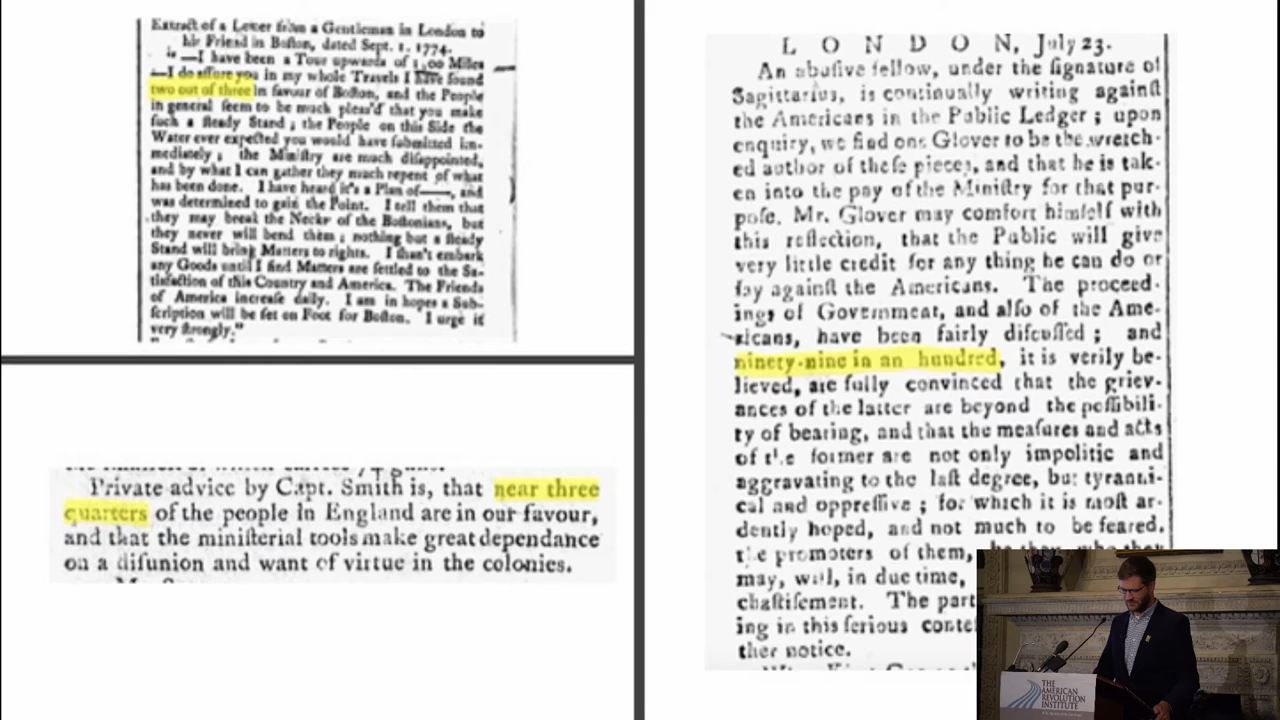 Extract of a Letter from a Gentleman in London to
his Friend in Boſton, dated Sept. 1. 1774.
"—I have been a Tour upwards of Miles
—I do aſſure you in my whole Travels I have found
two out of three in favour of Boſton, and the People
in general ſeem to be much pleas'd that you make
ſuch a ſteady Stand ; the People on this Side the
Water ever expected you would have ſubmitted im-
mediately ; the Miniſtry are much diſappointed,
and by what I can gather they much repent of what
has been done. I have heard it's a Plan of——, and
was determined to gain the Point. I tell them that
they may break the Necks of the Boſtonians, but
they never will bend them ; nothing but a ſteady
Stand will bring Matters to rights. I ſhan't embark
any Goods until I find Matters are ſettled to the Sa-
tisfaction of this Country and America. The Friends
of America increaſe daily. I am in hopes a Sub-
ſcription will be ſet on Foot for Boſton. I urge it
very ſtrongly."
Private advice by Capt. Smith is, that near three
quarters of the people in England are in our favour,
and that the miniſterial tools make great dependance
on a diſunion and want of virtue in the colonies.
L O N D O N, July 23.
An abuſive fellow, under the ſignature of
Sagittarius, is continually writing againſt
the Americans in the Public Ledger ; upon
enquiry, we find one Glover to be the wretch-
ed author of theſe pieces, and that he is tak-
en into the pay of the Miniſtry for that pur-
poſe. Mr. Glover may comfort himſelf with
this reflection, that the Public will give
very little credit for any thing he can do or
ſay againſt the Americans. The proceed-
ings of Government, and alſo of the Ame-
ricans, have been fairly diſcuſſed ; and
ninety-nine in an hundred, it is verily be-
lieved, are fully convinced that the griev-
ances of the latter are beyond the poſſibili-
ty of bearing, and that the meaſures and acts
of the former are not only impolitic and
aggravating to the laſt degree, but tyranni-
cal and oppreſſive ; for which it is moſt ar-
dently hoped, and not much to be feared,
the promoters of them,
may, will, in due time,
chaſtiſement. The part
ing in this ſerious conte
ther notice.
THE
AMERICAN
REVOLUTION
INSTITUTE